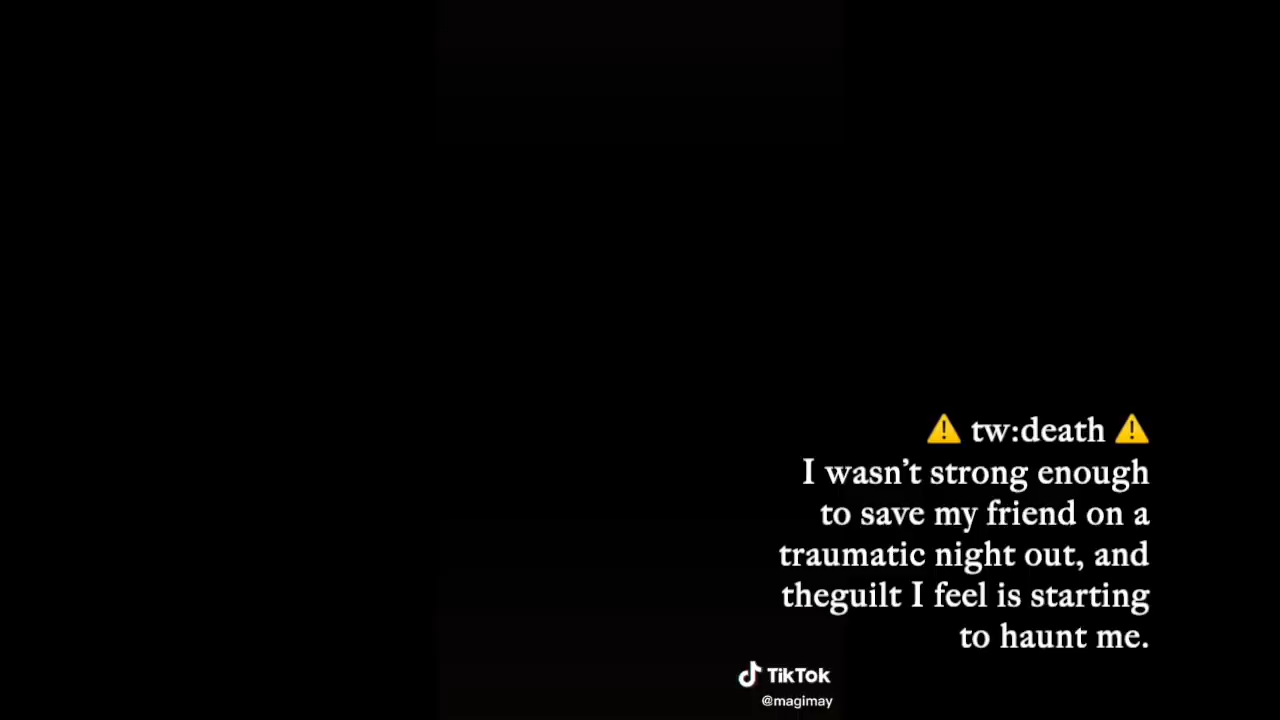 ⚠️ tw:death ⚠️
I wasn’t strong enough
to save my friend on a
traumatic night out, and
theguilt I feel is starting
to haunt me.
TikTok
@magimay